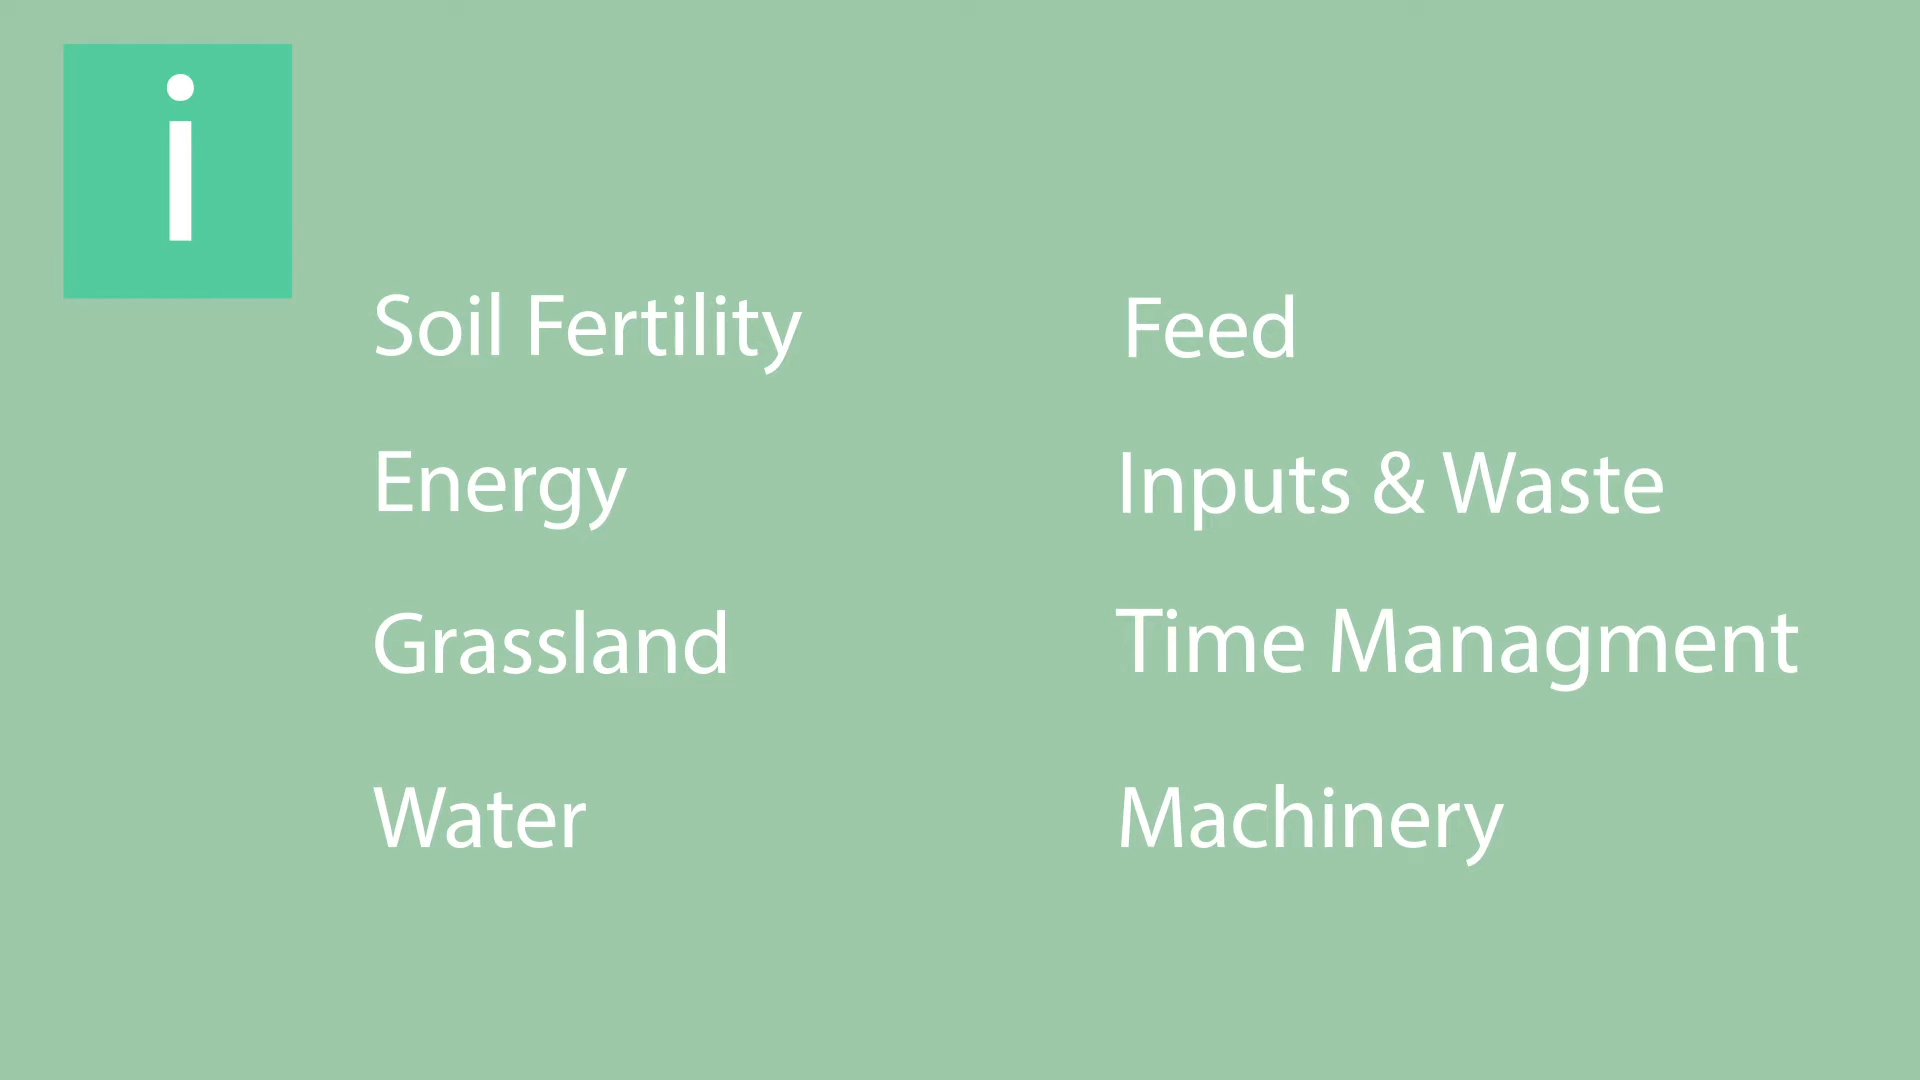 i
Soil Fertility
Energy
Grassland
Water
Feed
Inputs & Waste
Time Managment
Machinery